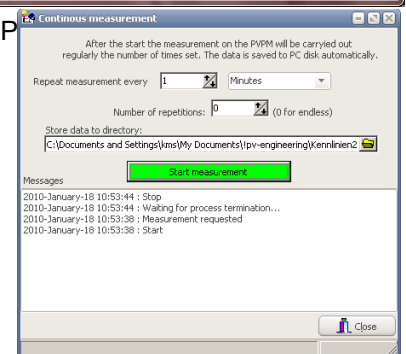 P
Continous measurement
After the start the measurement on the PVPM will be carryied out
regularly the number of times set. The data is saved to PC disk automatically.
Repeat measurement every 1 Minutes
Number of repetitions: 0 (0 for endless)
Store data to directory:
C:\Documents and Settings\kms\My Documents\!pv-engineering\Kennlinien2
Start measurement
Messages
2010-January-18 10:53:44 : Stop
2010-January-18 10:53:44 : Waiting for process termination...
2010-January-18 10:53:38 : Measurement requested
2010-January-18 10:53:38 : Start
Close